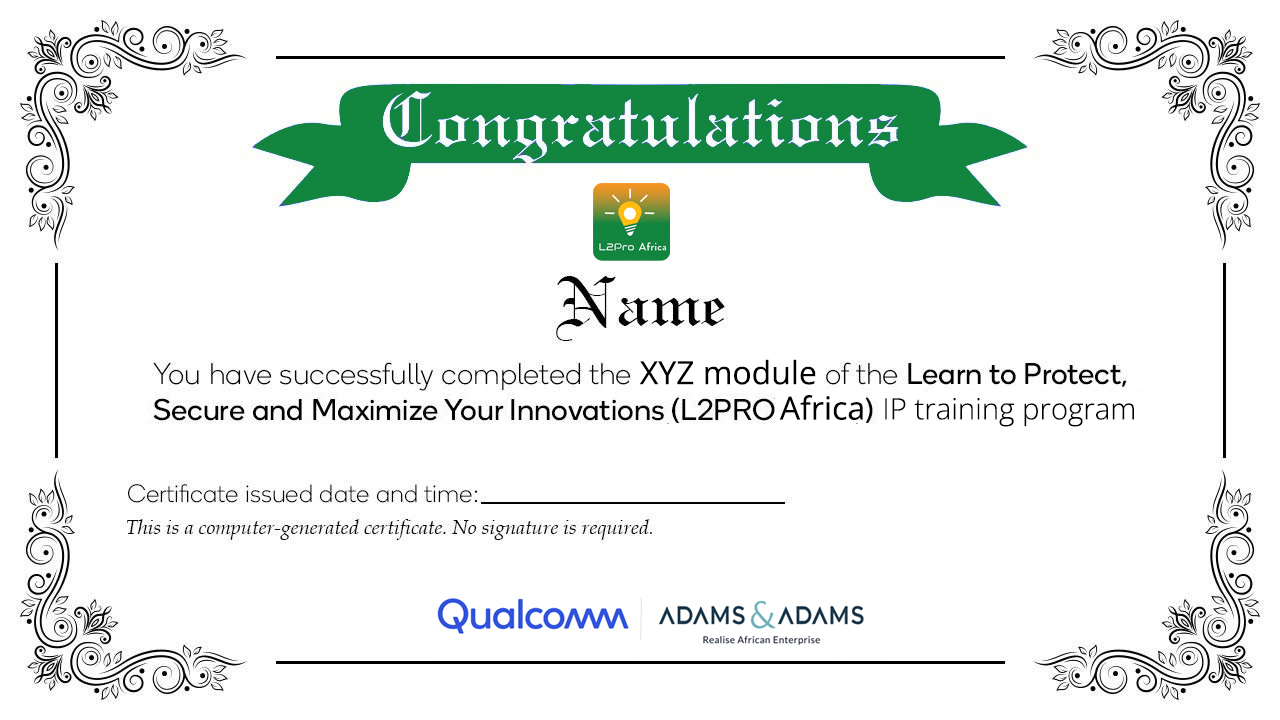 Congratulations
L2Pro Africa
Name
You have successfully completed the XYZ module of the Learn to Protect,
Secure and Maximize Your Innovations (L2PRO Africa) IP training program
Certificate issued date and time:
This is a computer-generated certificate. No signature is required.
Qualcomm ADAMS & ADAMS
Realise African Enterprise